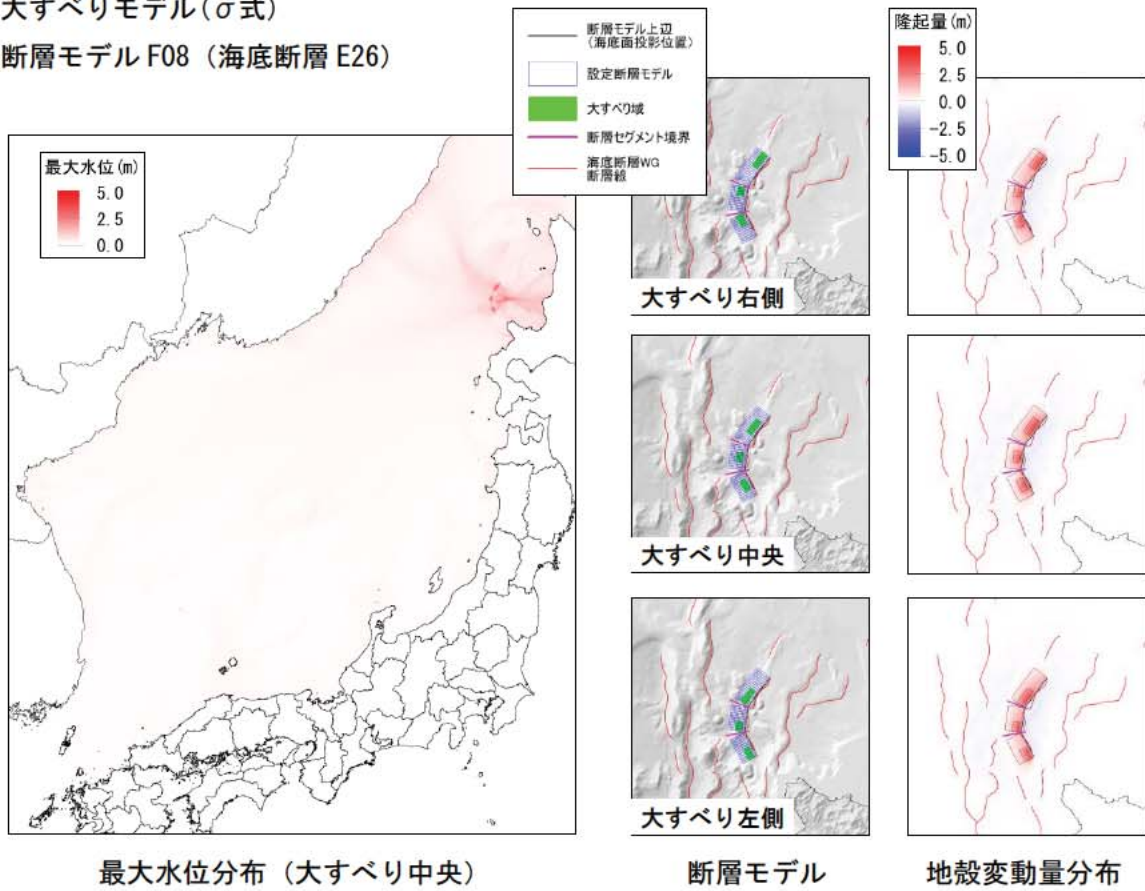 大すべりモデル(σ式)
断層モデル F08（海底断層 E26）
断層モデル上辺
（海底面投影位置）
設定断層モデル
大すべり域
断層セグメント境界
海底断層WG
断層線
隆起量(m)
5.0
2.5
0.0
-2.5
-5.0
最大水位(m)
5.0
2.5
0.0
大すべり右側
大すべり中央
大すべり左側
最大水位分布（大すべり中央）
断層モデル
地殻変動量分布